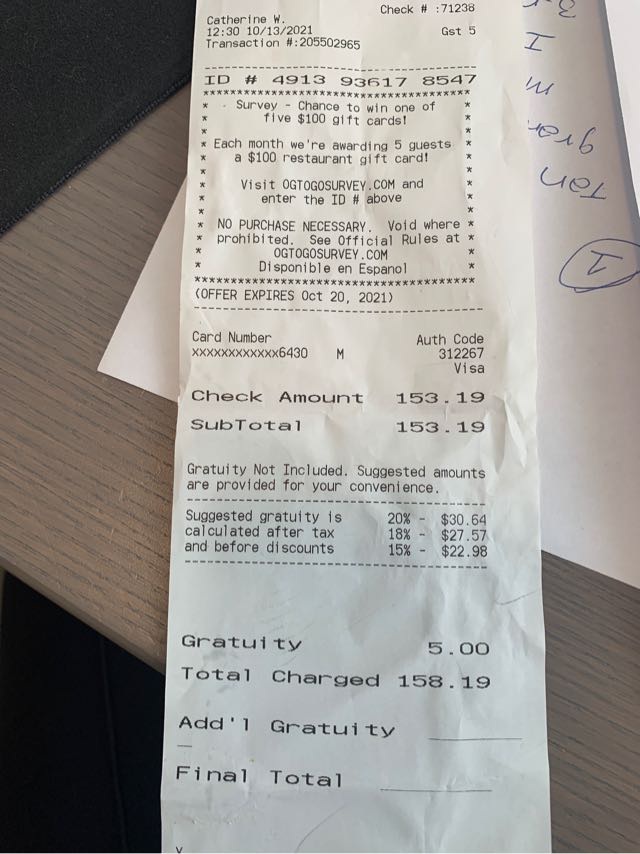 Check # :71238
Catherine W.
12:30 10/13/2021 Gst 5
Transaction #:205502965
ID # 4913 93617 8547
****************************************
* Survey - Chance to win one of *
* five $100 gift cards! *
* *
* Each month we're awarding 5 guests *
* a $100 restaurant gift card! *
* *
* Visit OGTOGOSURVEY.COM and *
* enter the ID # above *
* *
* NO PURCHASE NECESSARY. Void where *
* prohibited. See Official Rules at *
* OGTOGOSURVEY.COM *
* Disponible en Espanol *
****************************************
(OFFER EXPIRES Oct 20, 2021)
Card Number Auth Code
xxxxxxxxxxxx6430 M 312267
Visa
Check Amount 153.19
SubTotal 153.19
Gratuity Not Included. Suggested amounts
are provided for your convenience.
Suggested gratuity is 20% - $30.64
calculated after tax 18% - $27.57
and before discounts 15% - $22.98
Gratuity 5.00
Total Charged 158.19
Add'l Gratuity
Final Total